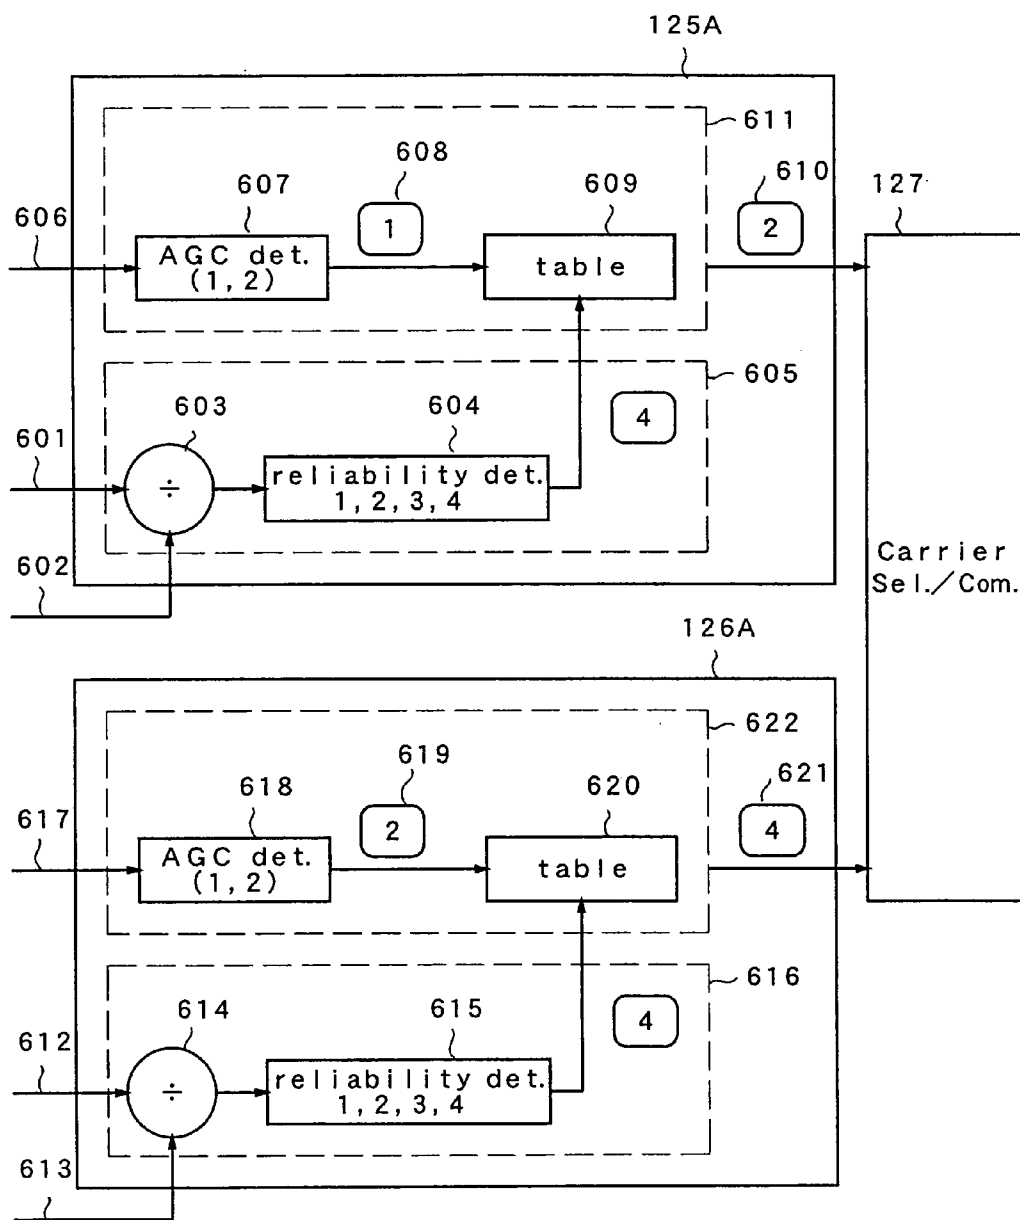 125A
611
608
610
607
609
127
606
1
2
AGC det.
(1, 2)
table
605
603
604
4
601
÷
reliability det.
1, 2, 3, 4
602
Carrier
Sel./Com.
126A
622
619
621
618
620
617
2
4
AGC det.
(1, 2)
table
616
614
615
4
612
÷
reliability det.
1, 2, 3, 4
613